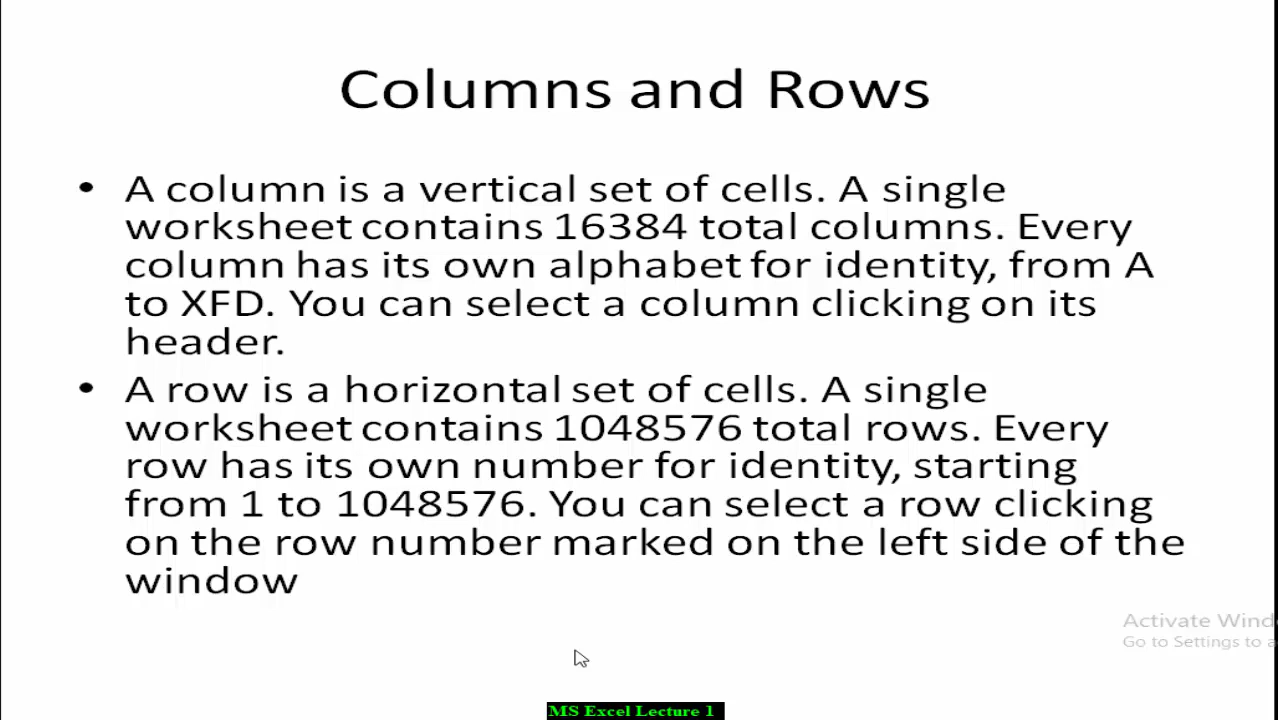 Columns and Rows
• A column is a vertical set of cells. A single
worksheet contains 16384 total columns. Every
column has its own alphabet for identity, from A
to XFD. You can select a column clicking on its
header.
• A row is a horizontal set of cells. A single
worksheet contains 1048576 total rows. Every
row has its own number for identity, starting
from 1 to 1048576. You can select a row clicking
on the row number marked on the left side of the
window
Activate Wind
Go to Settings to a
MS Excel Lecture 1